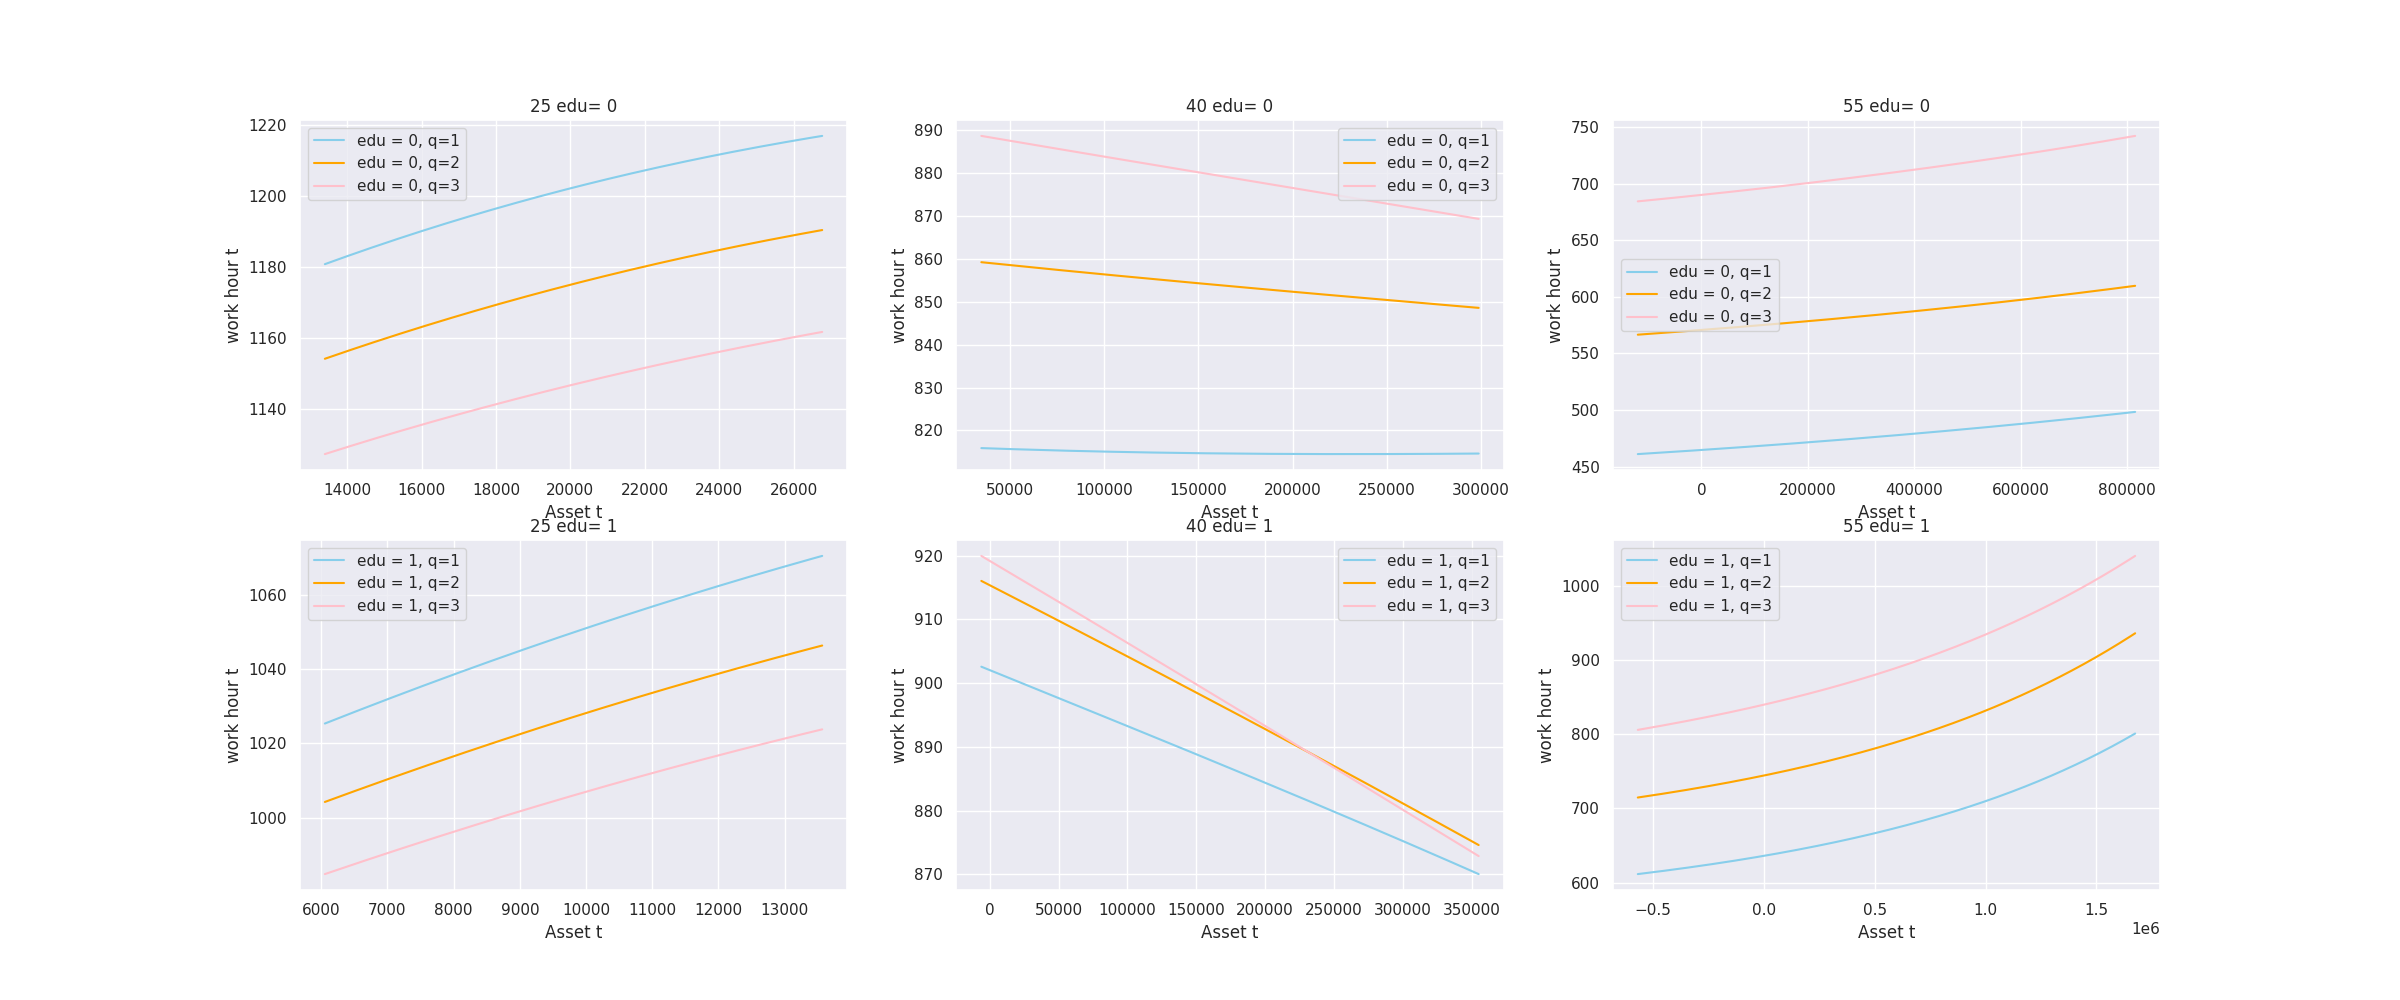 25 edu= 0
1220
1200
1180
1160
1140
work hour t
edu = 0, q=1
edu = 0, q=2
edu = 0, q=3
14000 16000 18000 20000 22000 24000 26000
Asset t
40 edu= 0
890
880
870
860
850
840
830
820
work hour t
edu = 0, q=1
edu = 0, q=2
edu = 0, q=3
50000 100000 150000 200000 250000 300000
Asset t
55 edu= 0
750
700
650
600
550
500
450
work hour t
edu = 0, q=1
edu = 0, q=2
edu = 0, q=3
0 200000 400000 600000 800000
Asset t
25 edu= 1
1060
1040
1020
1000
work hour t
edu = 1, q=1
edu = 1, q=2
edu = 1, q=3
6000 7000 8000 9000 10000 11000 12000 13000
Asset t
40 edu= 1
920
910
900
890
880
870
work hour t
edu = 1, q=1
edu = 1, q=2
edu = 1, q=3
0 50000 100000 150000 200000 250000 300000 350000
Asset t
55 edu= 1
1000
900
800
700
600
work hour t
edu = 1, q=1
edu = 1, q=2
edu = 1, q=3
−0.5 0.0 0.5 1.0 1.5
1e6
Asset t